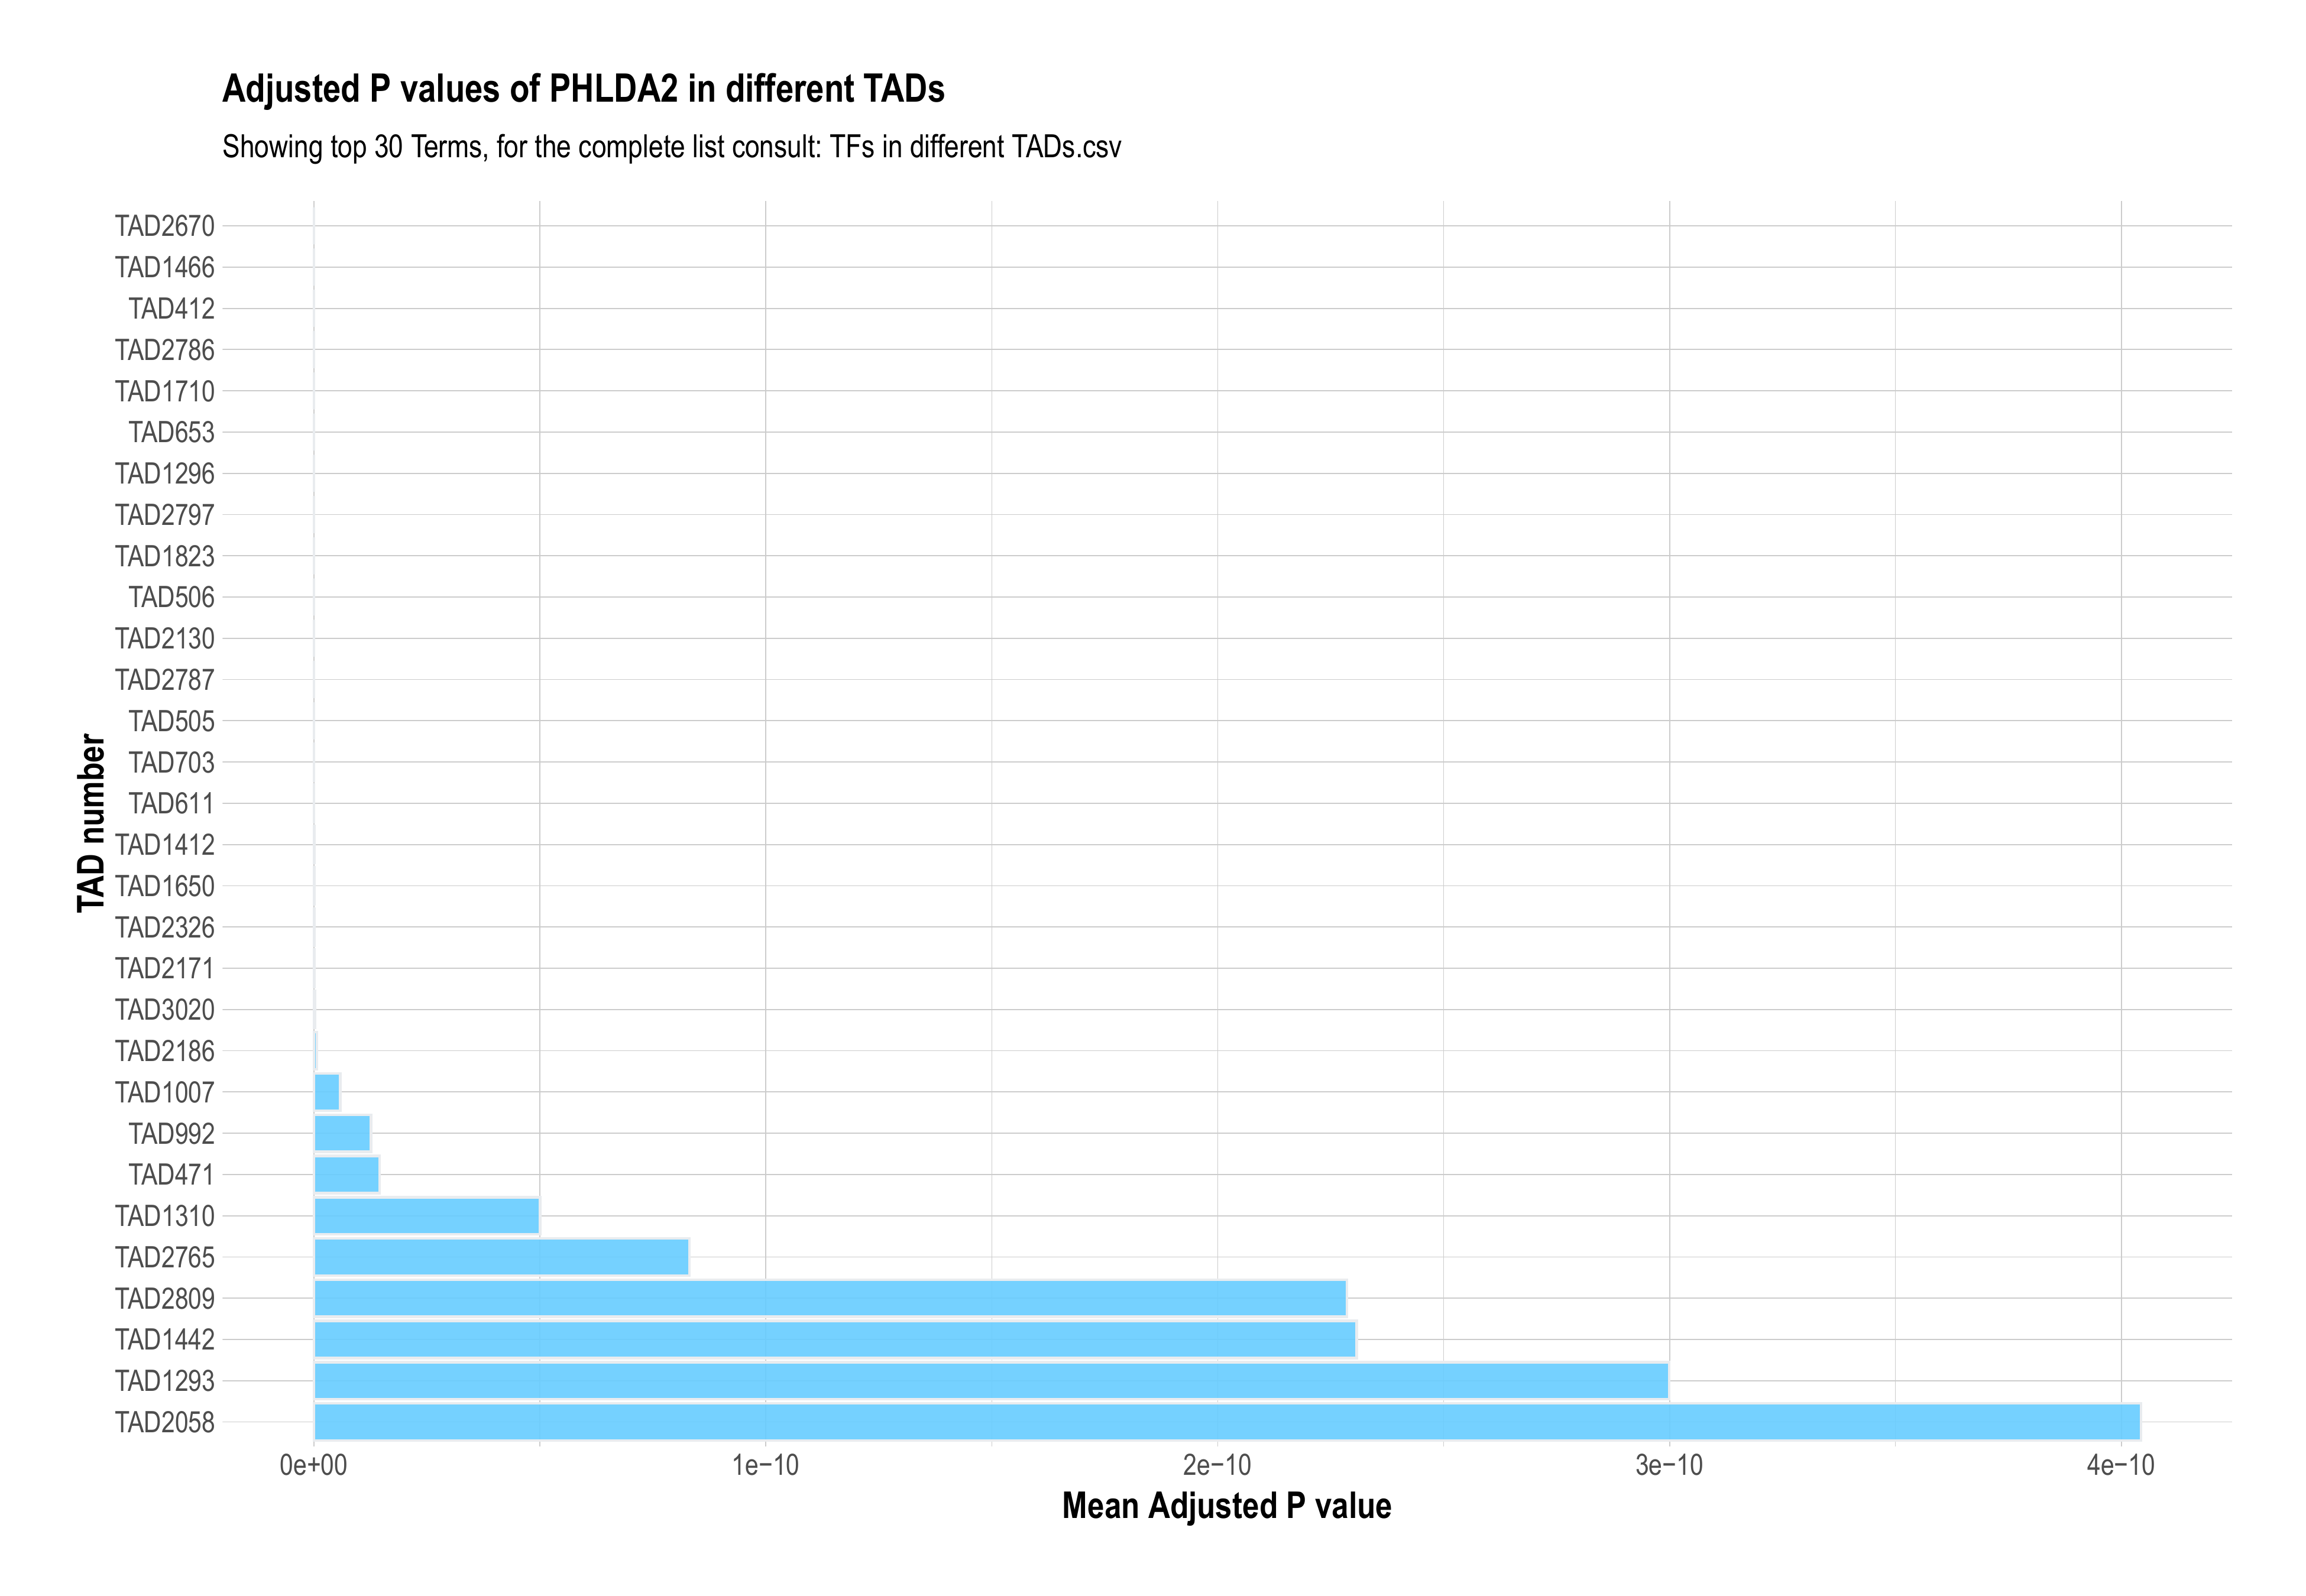 Adjusted P values of PHLDA2 in different TADs
Showing top 30 Terms, for the complete list consult: TFs in different TADs.csv
TAD number
TAD2670
TAD1466
TAD412
TAD2786
TAD1710
TAD653
TAD1296
TAD2797
TAD1823
TAD506
TAD2130
TAD2787
TAD505
TAD703
TAD611
TAD1412
TAD1650
TAD2326
TAD2171
TAD3020
TAD2186
TAD1007
TAD992
TAD471
TAD1310
TAD2765
TAD2809
TAD1442
TAD1293
TAD2058
0e+00 1e−10 2e−10 3e−10 4e−10
Mean Adjusted P value